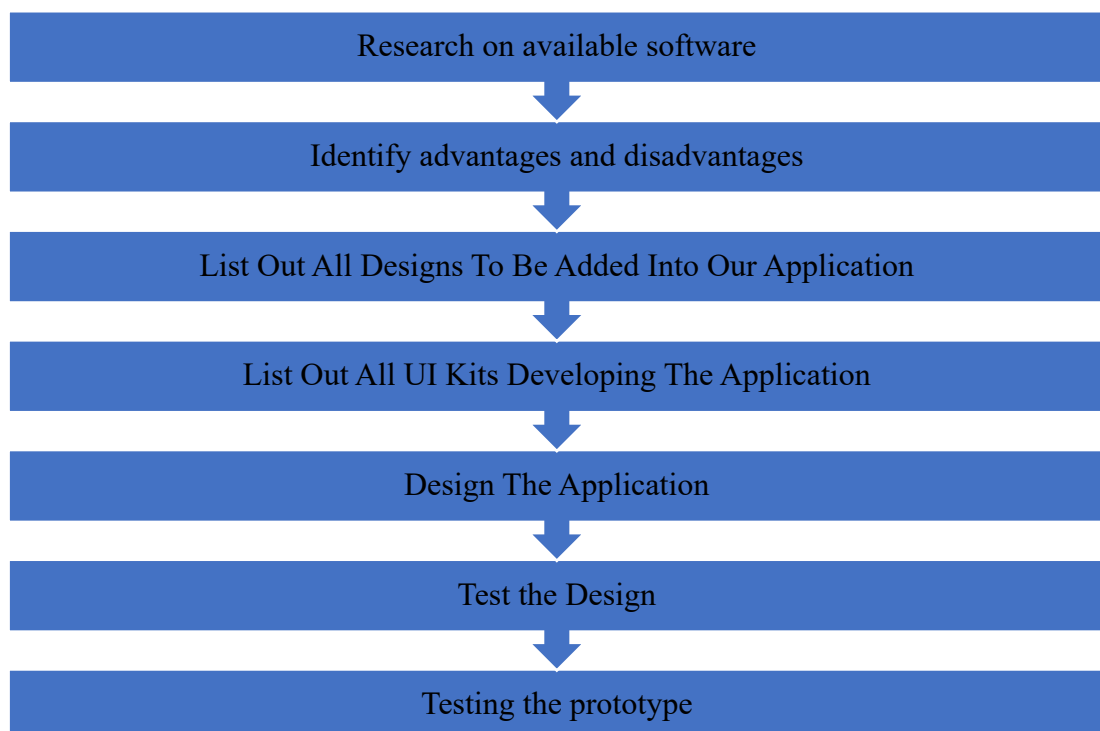 Research on available software
Identify advantages and disadvantages
List Out All Designs To Be Added Into Our Application
List Out All UI Kits Developing The Application
Design The Application
Test the Design
Testing the prototype